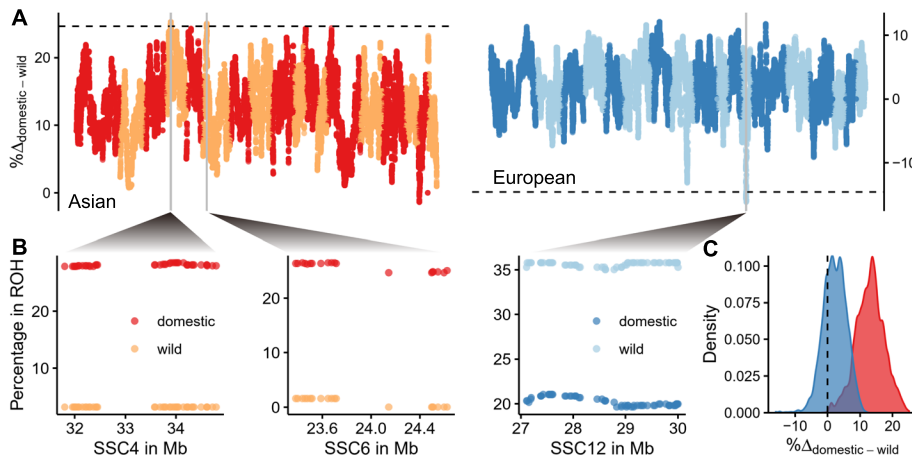 A
%Δdomestic – wild
20
10
0
Asian
European
10
0
−10
B
Percentage in ROH
30
20
10
domestic
wild
32
33
34
SSC4 in Mb
20
10
0
23.6
24.0
24.4
SSC6 in Mb
35
30
25
20
domestic
wild
27
28
29
30
SSC12 in Mb
C
Density
0.100
0.075
0.050
0.025
0.000
−10
0
10
20
%Δdomestic – wild